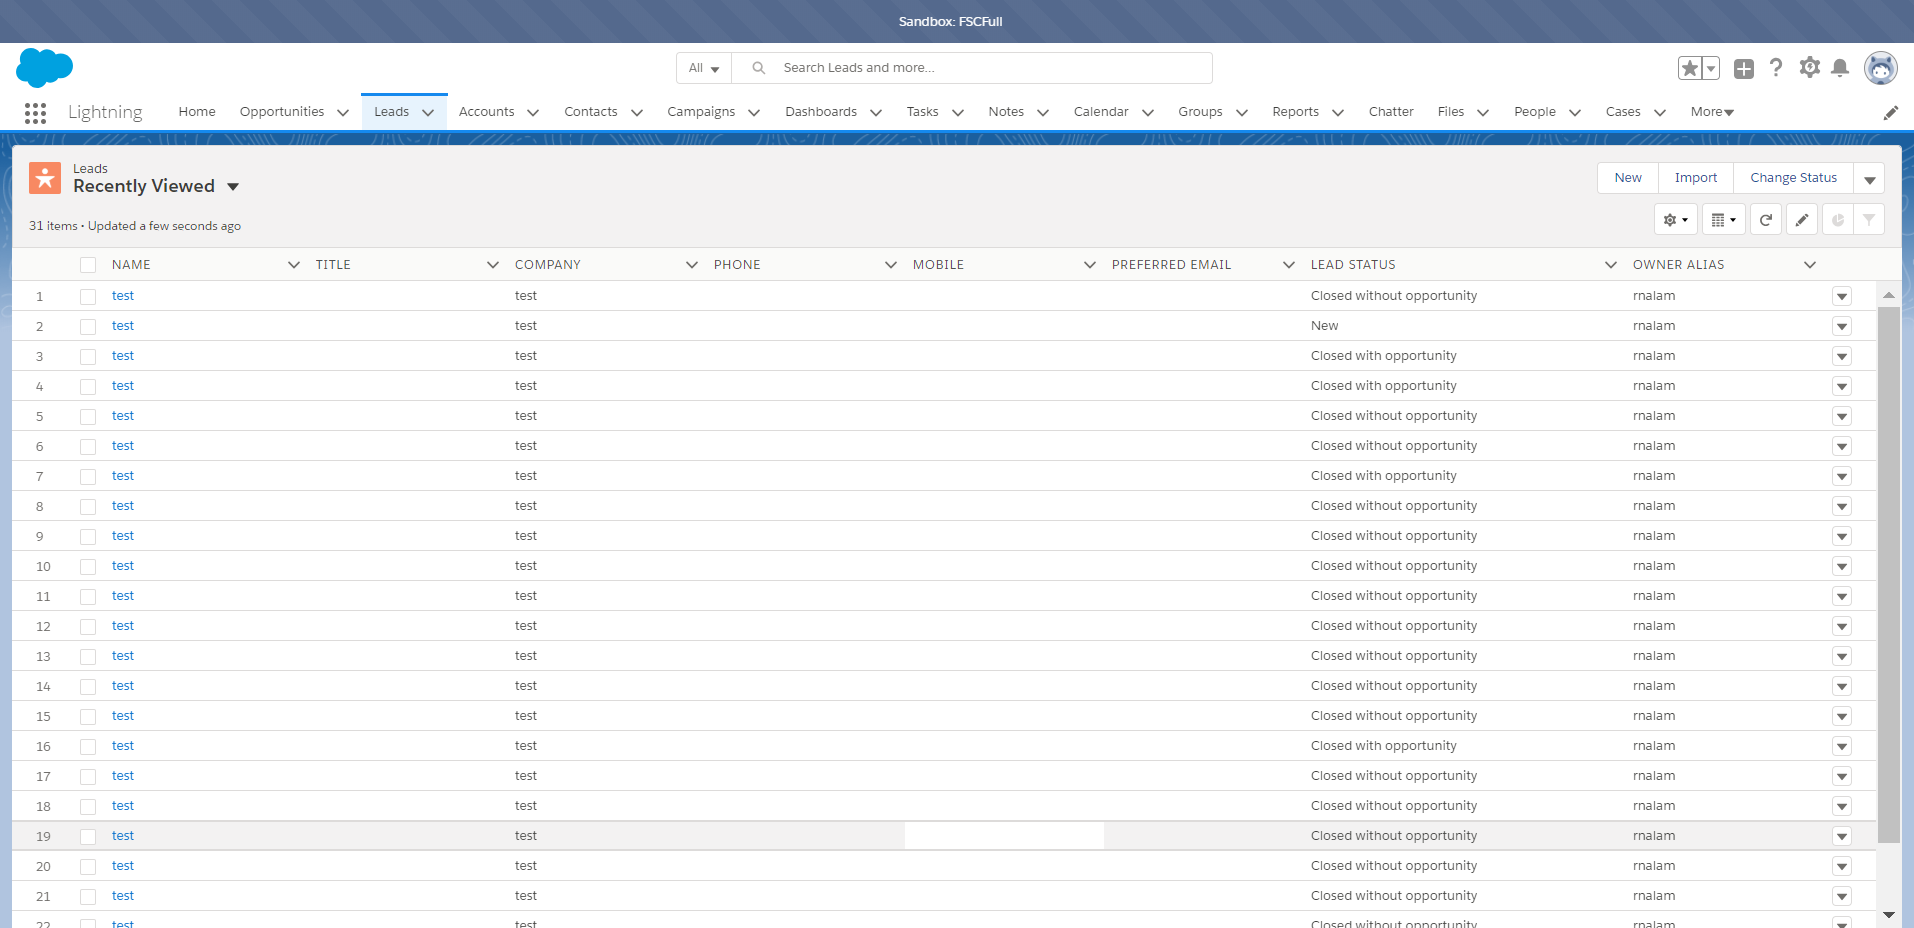 Sandbox: FSCFull
All Search Leads and more...
Lightning Home Opportunities Leads Accounts Contacts Campaigns Dashboards Tasks Notes Calendar Groups Reports Chatter Files People Cases More
Leads
Recently Viewed
New Import Change Status
31 items • Updated a few seconds ago
NAME TITLE COMPANY PHONE MOBILE PREFERRED EMAIL LEAD STATUS OWNER ALIAS
1 test test Closed without opportunity rnalam
2 test test New rnalam
3 test test Closed with opportunity rnalam
4 test test Closed with opportunity rnalam
5 test test Closed without opportunity rnalam
6 test test Closed without opportunity rnalam
7 test test Closed with opportunity rnalam
8 test test Closed without opportunity rnalam
9 test test Closed without opportunity rnalam
10 test test Closed without opportunity rnalam
11 test test Closed without opportunity rnalam
12 test test Closed without opportunity rnalam
13 test test Closed without opportunity rnalam
14 test test Closed without opportunity rnalam
15 test test Closed without opportunity rnalam
16 test test Closed with opportunity rnalam
17 test test Closed without opportunity rnalam
18 test test Closed without opportunity rnalam
19 test test Closed without opportunity rnalam
20 test test Closed without opportunity rnalam
21 test test Closed without opportunity rnalam
22 test test Closed without opportunity rnalam